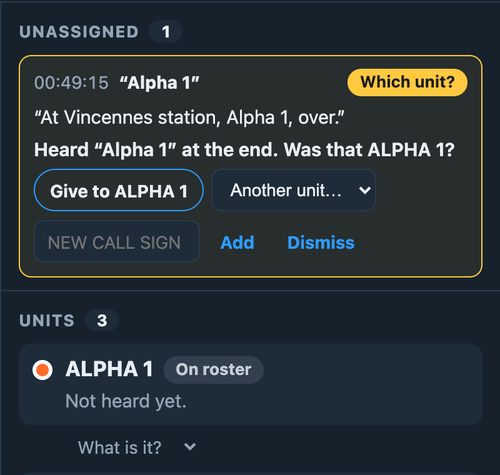 UNASSIGNED 1
00:49:15 “Alpha 1” Which unit?
“At Vincennes station, Alpha 1, over.”
Heard “Alpha 1” at the end. Was that ALPHA 1?
Give to ALPHA 1 Another unit…
NEW CALL SIGN Add Dismiss
UNITS 3
ALPHA 1 On roster
Not heard yet.
What is it?